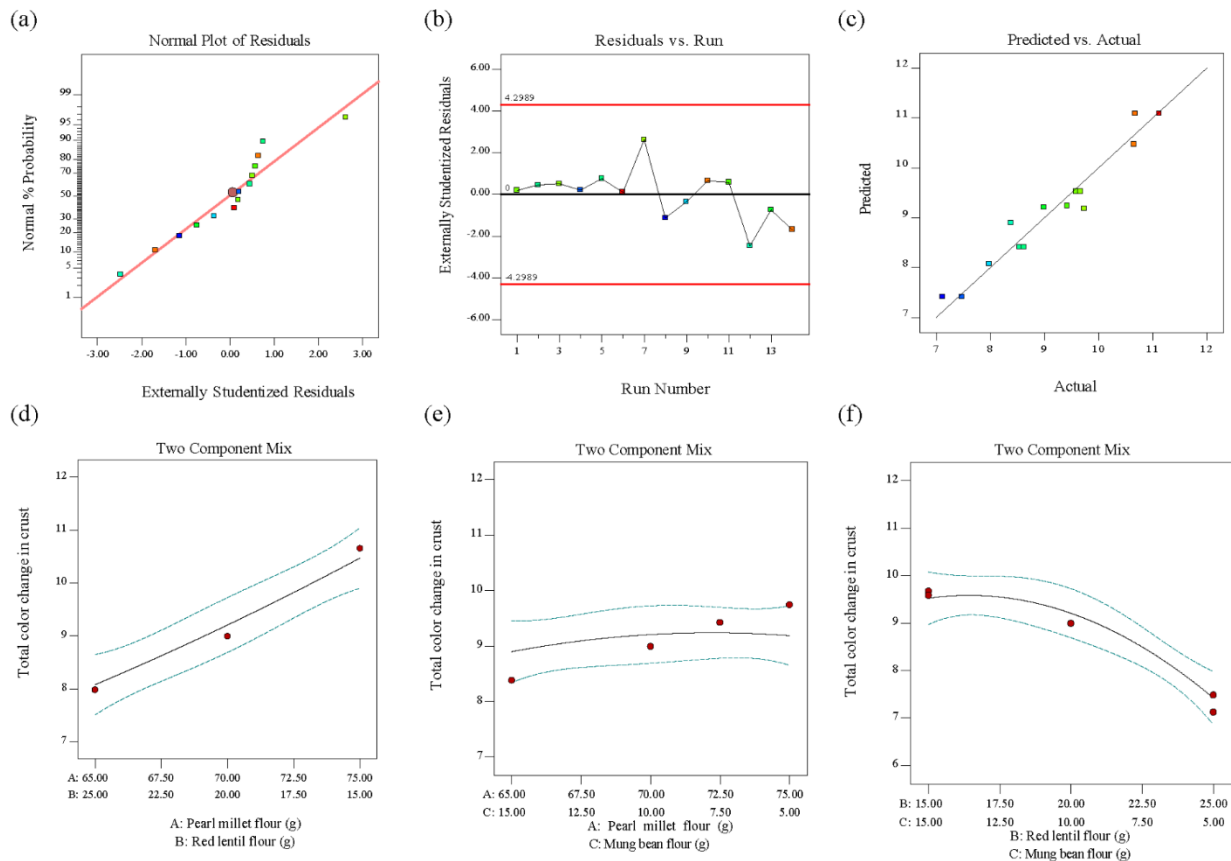 (a)
Normal Plot of Residuals
Normal % Probability
99
95
90
80
70
50
30
20
10
5
1
-3.00 -2.00 -1.00 0.00 1.00 2.00 3.00
Externally Studentized Residuals
(b)
Residuals vs. Run
Externally Studentized Residuals
6.00
4.00
2.00
0.00
-2.00
-4.00
-6.00
4.2989
0
-4.2989
1 3 5 7 9 11 13
Run Number
(c)
Predicted vs. Actual
Predicted
12
11
10
9
8
7
7 8 9 10 11 12
Actual
(d)
Two Component Mix
Total color change in crust
12
11
10
9
8
7
A: 65.00 67.50 70.00 72.50 75.00
B: 25.00 22.50 20.00 17.50 15.00
A: Pearl millet flour (g)
B: Red lentil flour (g)
(e)
Two Component Mix
Total color change in crust
12
11
10
9
8
7
A: 65.00 67.50 70.00 72.50 75.00
C: 15.00 12.50 10.00 7.50 5.00
A: Pearl millet flour (g)
C: Mung bean flour (g)
(f)
Two Component Mix
Total color change in crust
12
11
10
9
8
7
6
B: 15.00 17.50 20.00 22.50 25.00
C: 15.00 12.50 10.00 7.50 5.00
B: Red lentil flour (g)
C: Mung bean flour (g)